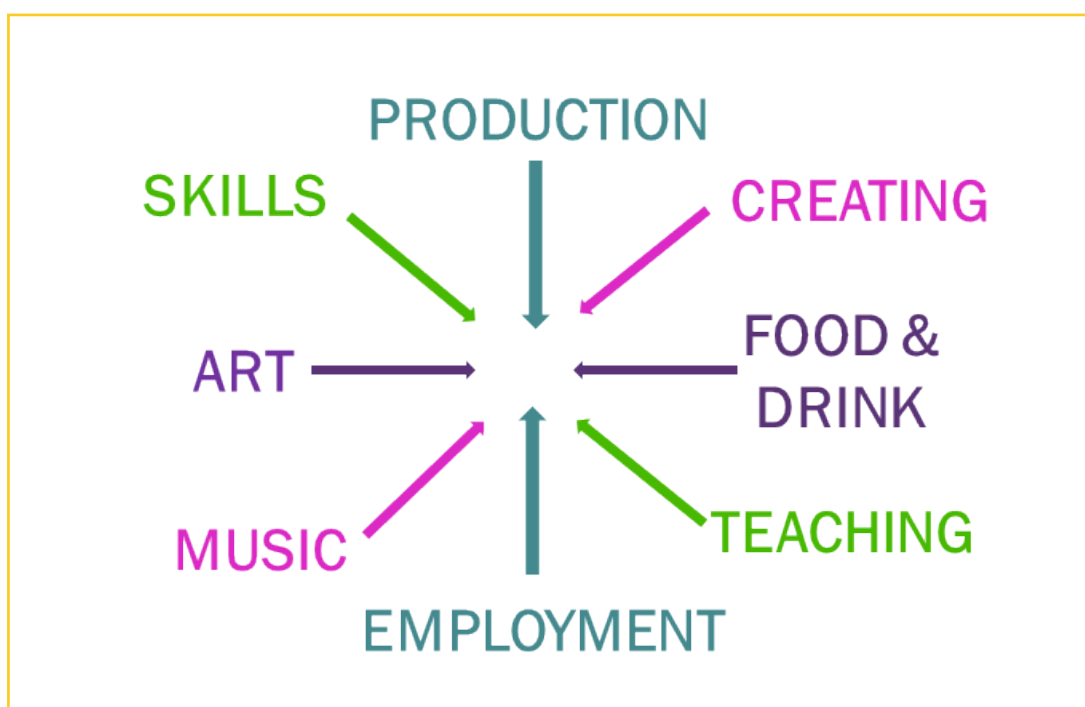 PRODUCTION
SKILLS
CREATING
FOOD &
DRINK
ART
MUSIC
TEACHING
EMPLOYMENT